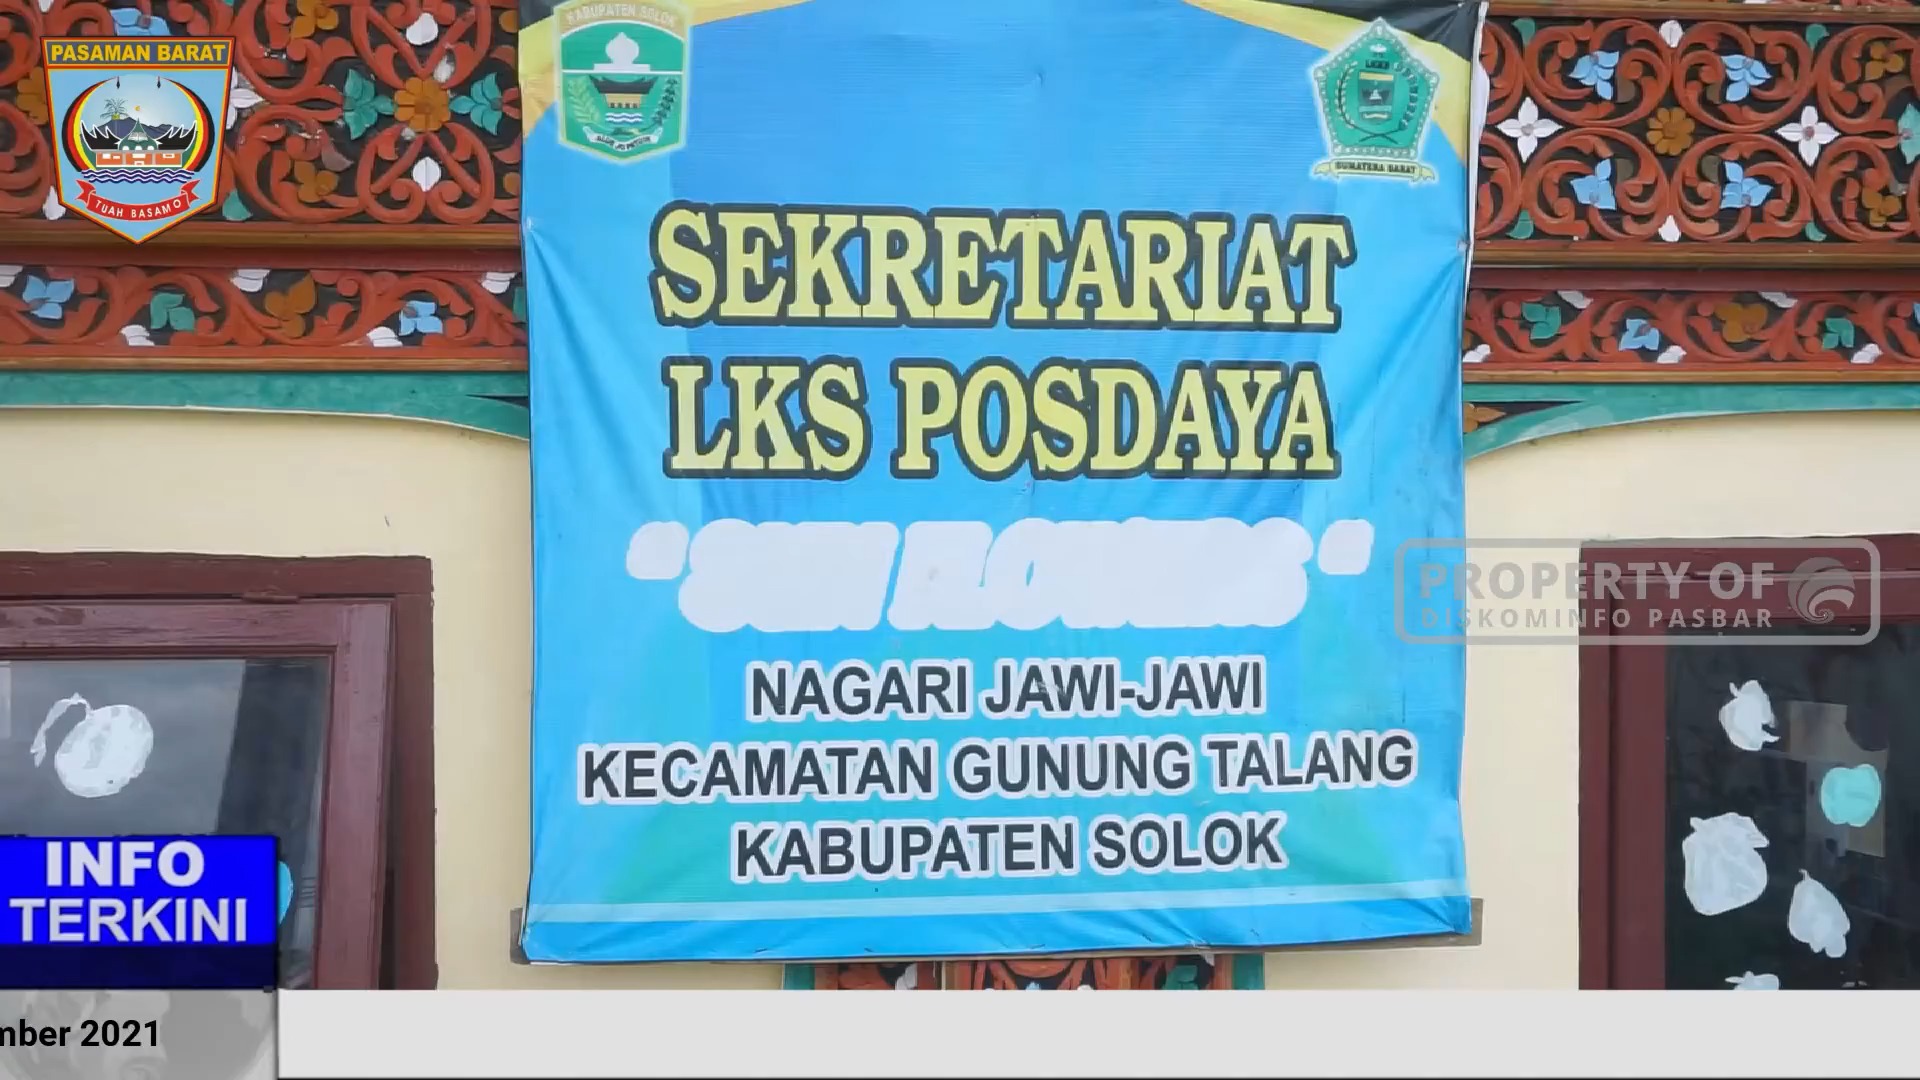 PASAMAN BARAT
TUAH BASAMO
KABUPATEN SOLOK
SUMATERA BARAT
SEKRETARIAT
LKS POSDAYA
NAGARI JAWI-JAWI
KECAMATAN GUNUNG TALANG
KABUPATEN SOLOK
PROPERTY OF
DISKOMINFO PASBAR
INFO
TERKINI
2021